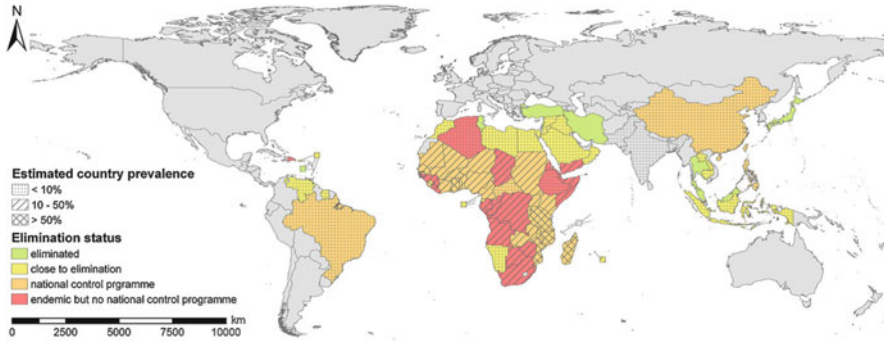 N
Estimated country prevalence
< 10%
10 - 50%
> 50%
Elimination status
eliminated
close to elimination
national control prgramme
endemic but no national control programme
km
0 2500 5000 7500 10000